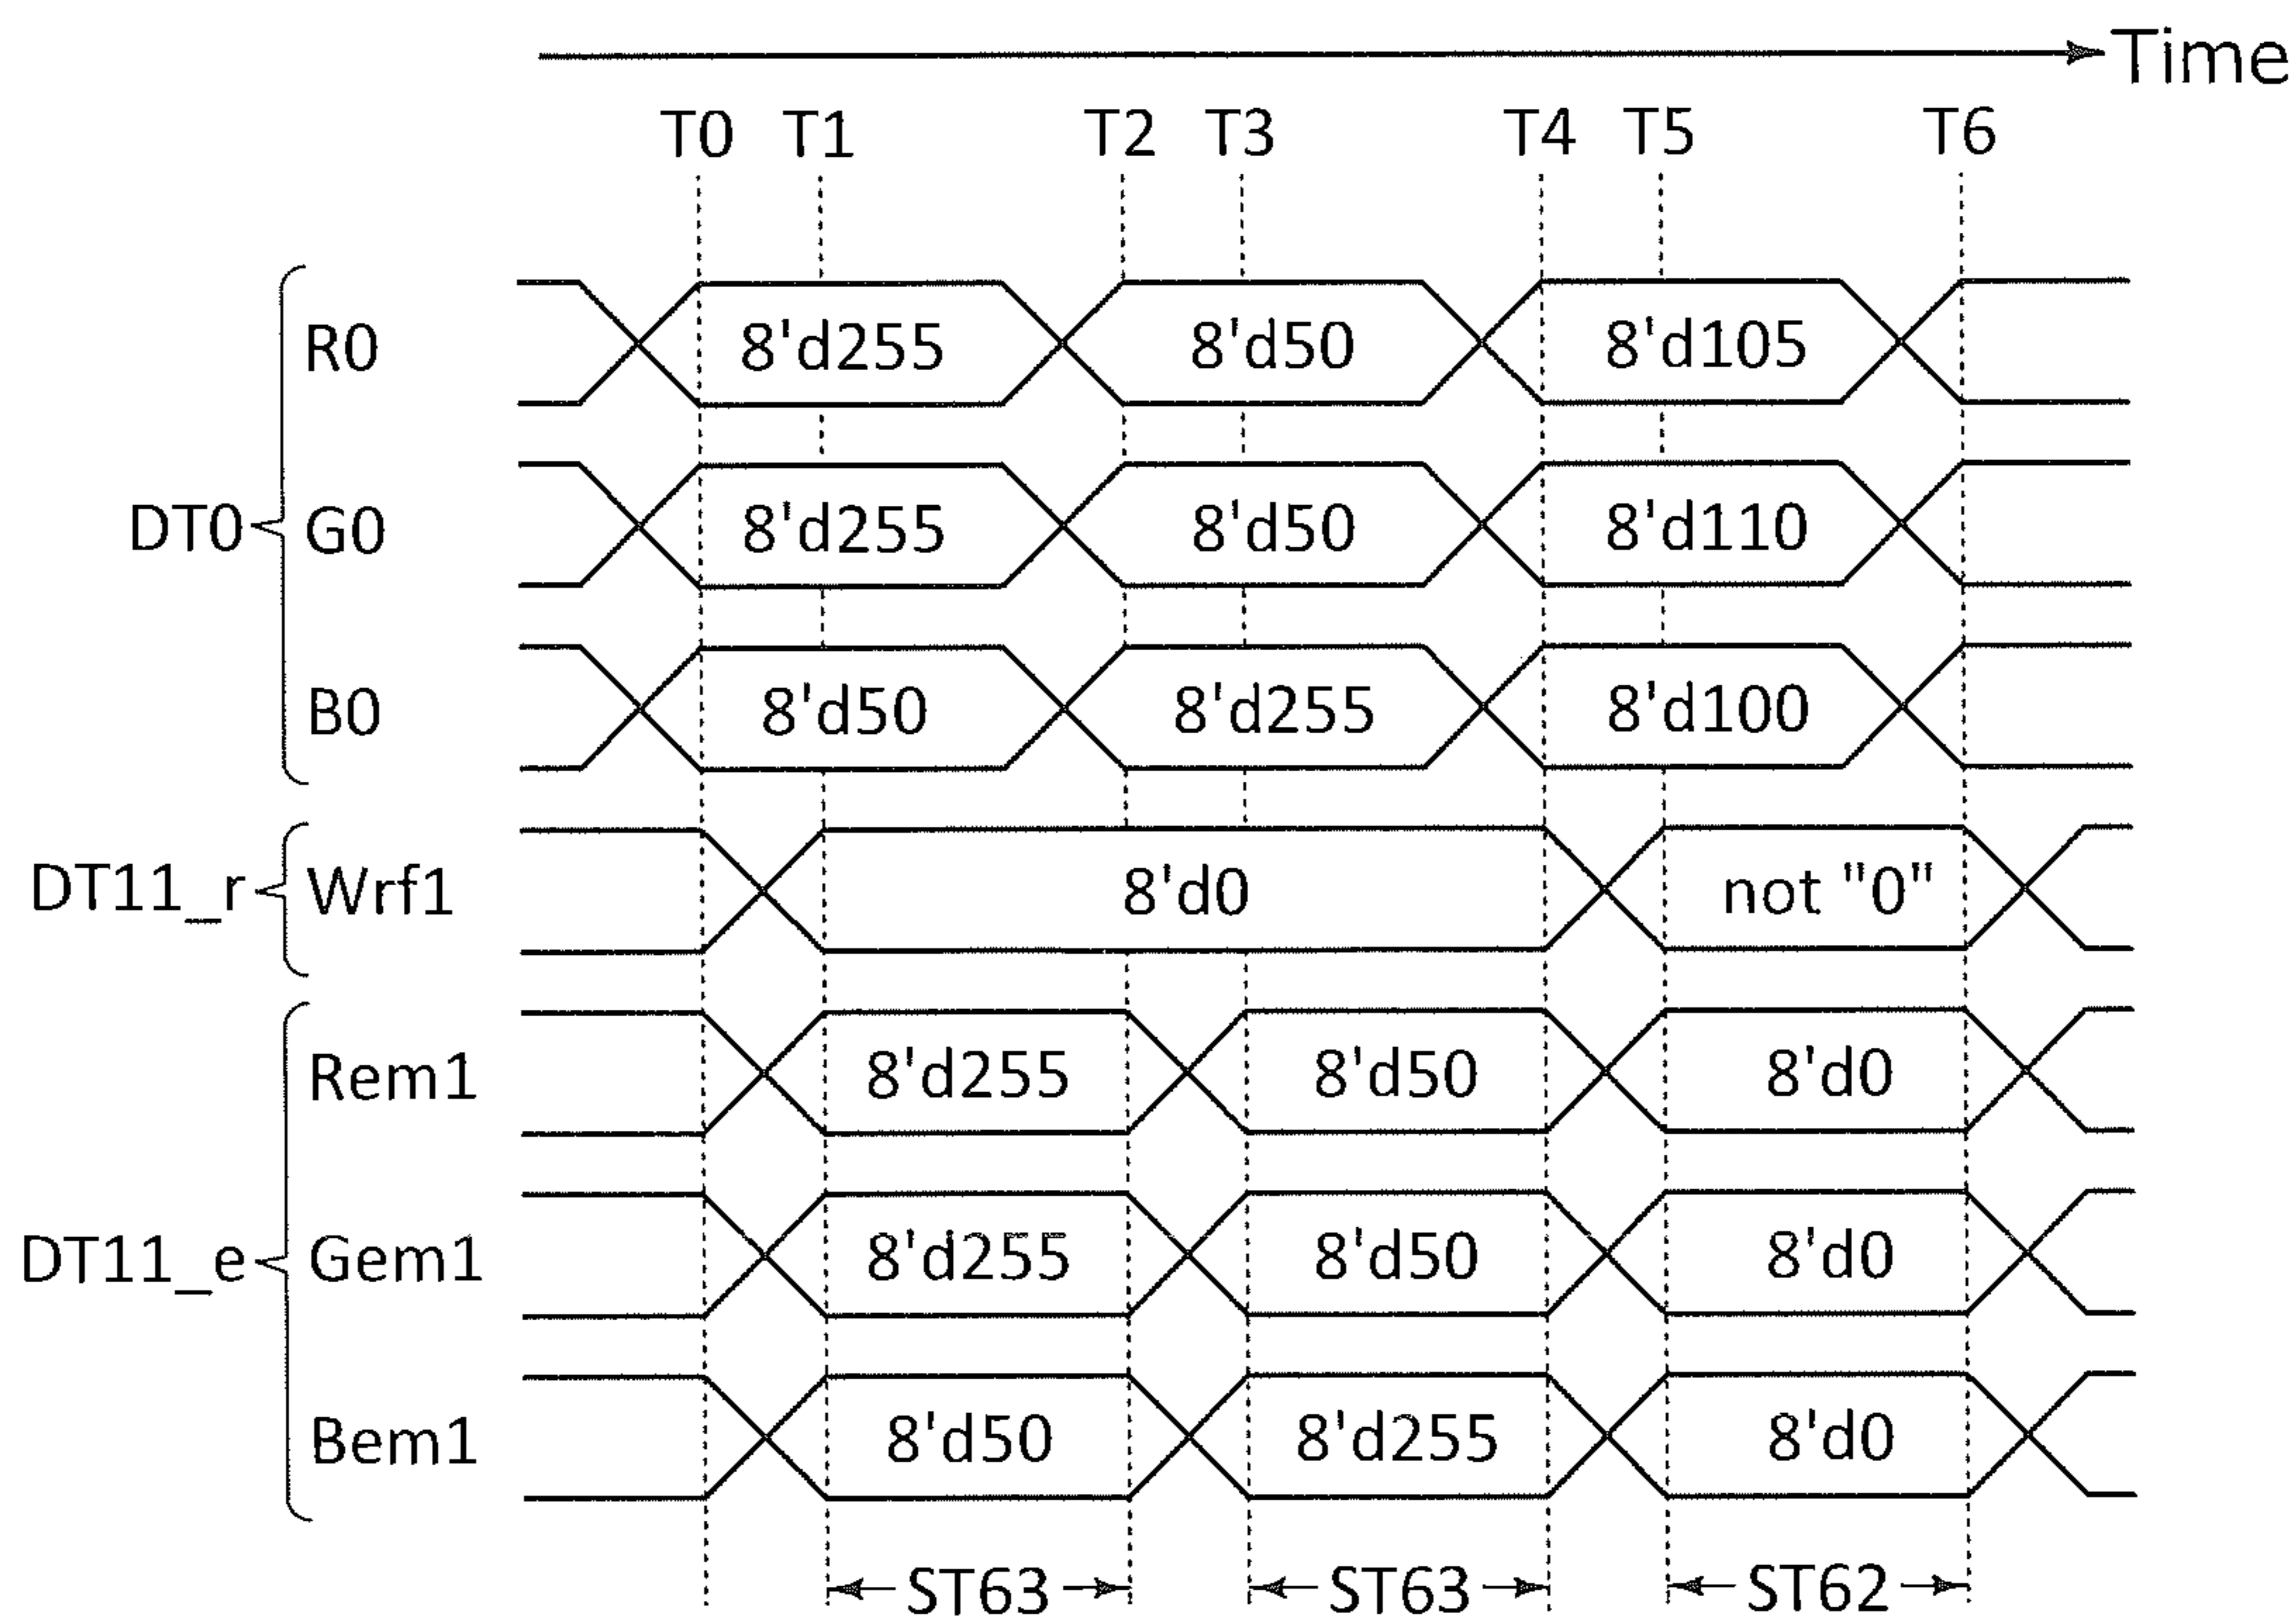 Time
T0 T1 T2 T3 T4 T5 T6
R0 8'd255 8'd50 8'd105
DT0 G0 8'd255 8'd50 8'd110
B0 8'd50 8'd255 8'd100
DT11_r Wrf1 8'd0 not "0"
Rem1 8'd255 8'd50 8'd0
DT11_e Gem1 8'd255 8'd50 8'd0
Bem1 8'd50 8'd255 8'd0
ST63 ST63 ST62